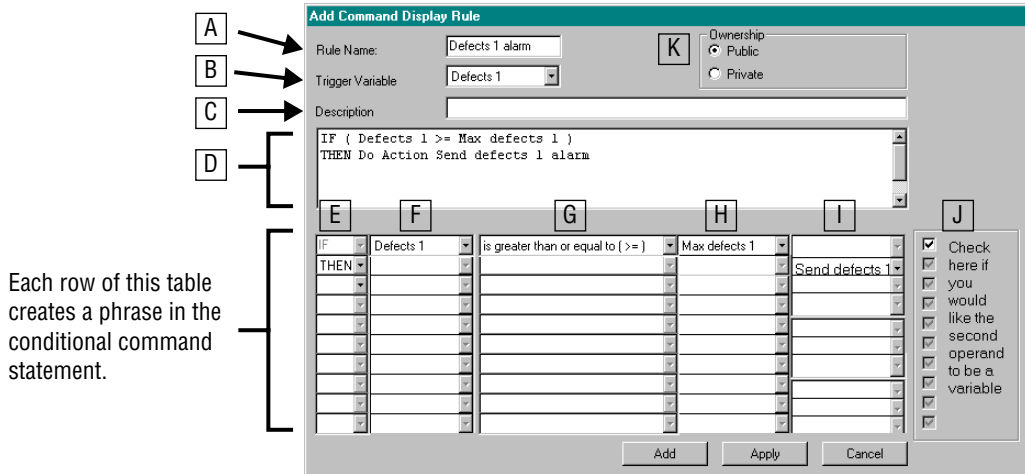 Add Command Display Rule
A
Rule Name:
Defects 1 alarm
K
Ownership
Public
Private
B
Trigger Variable
Defects 1
C
Description
D
IF ( Defects 1 >= Max defects 1 )
THEN Do Action Send defects 1 alarm
E
F
G
H
I
J
IF
Defects 1
is greater than or equal to ( >= )
Max defects 1
THEN
Send defects 1
Check
here if
you
would
like the
second
operand
to be a
variable
Each row of this table
creates a phrase in the
conditional command
statement.
Add
Apply
Cancel